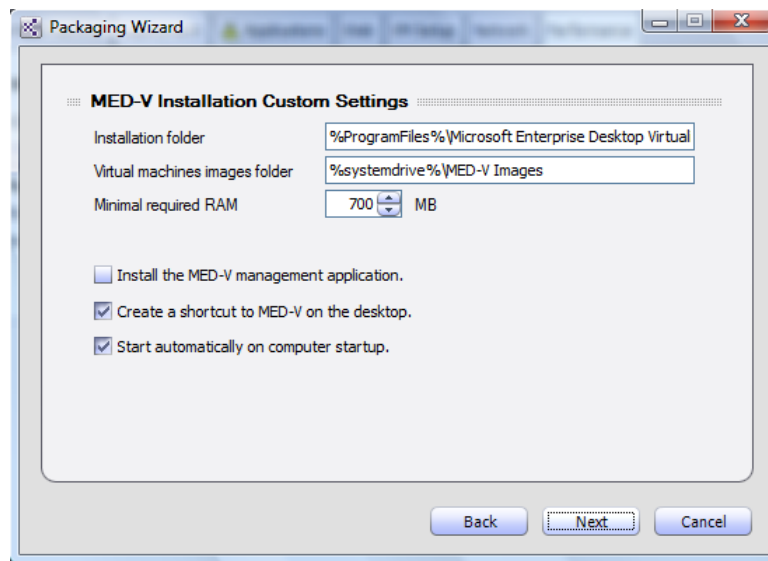 Packaging Wizard
MED-V Installation Custom Settings
Installation folder %ProgramFiles%\Microsoft Enterprise Desktop Virtual
Virtual machines images folder %systemdrive%\MED-V Images
Minimal required RAM 700 MB
Install the MED-V management application.
Create a shortcut to MED-V on the desktop.
Start automatically on computer startup.
Back Next Cancel